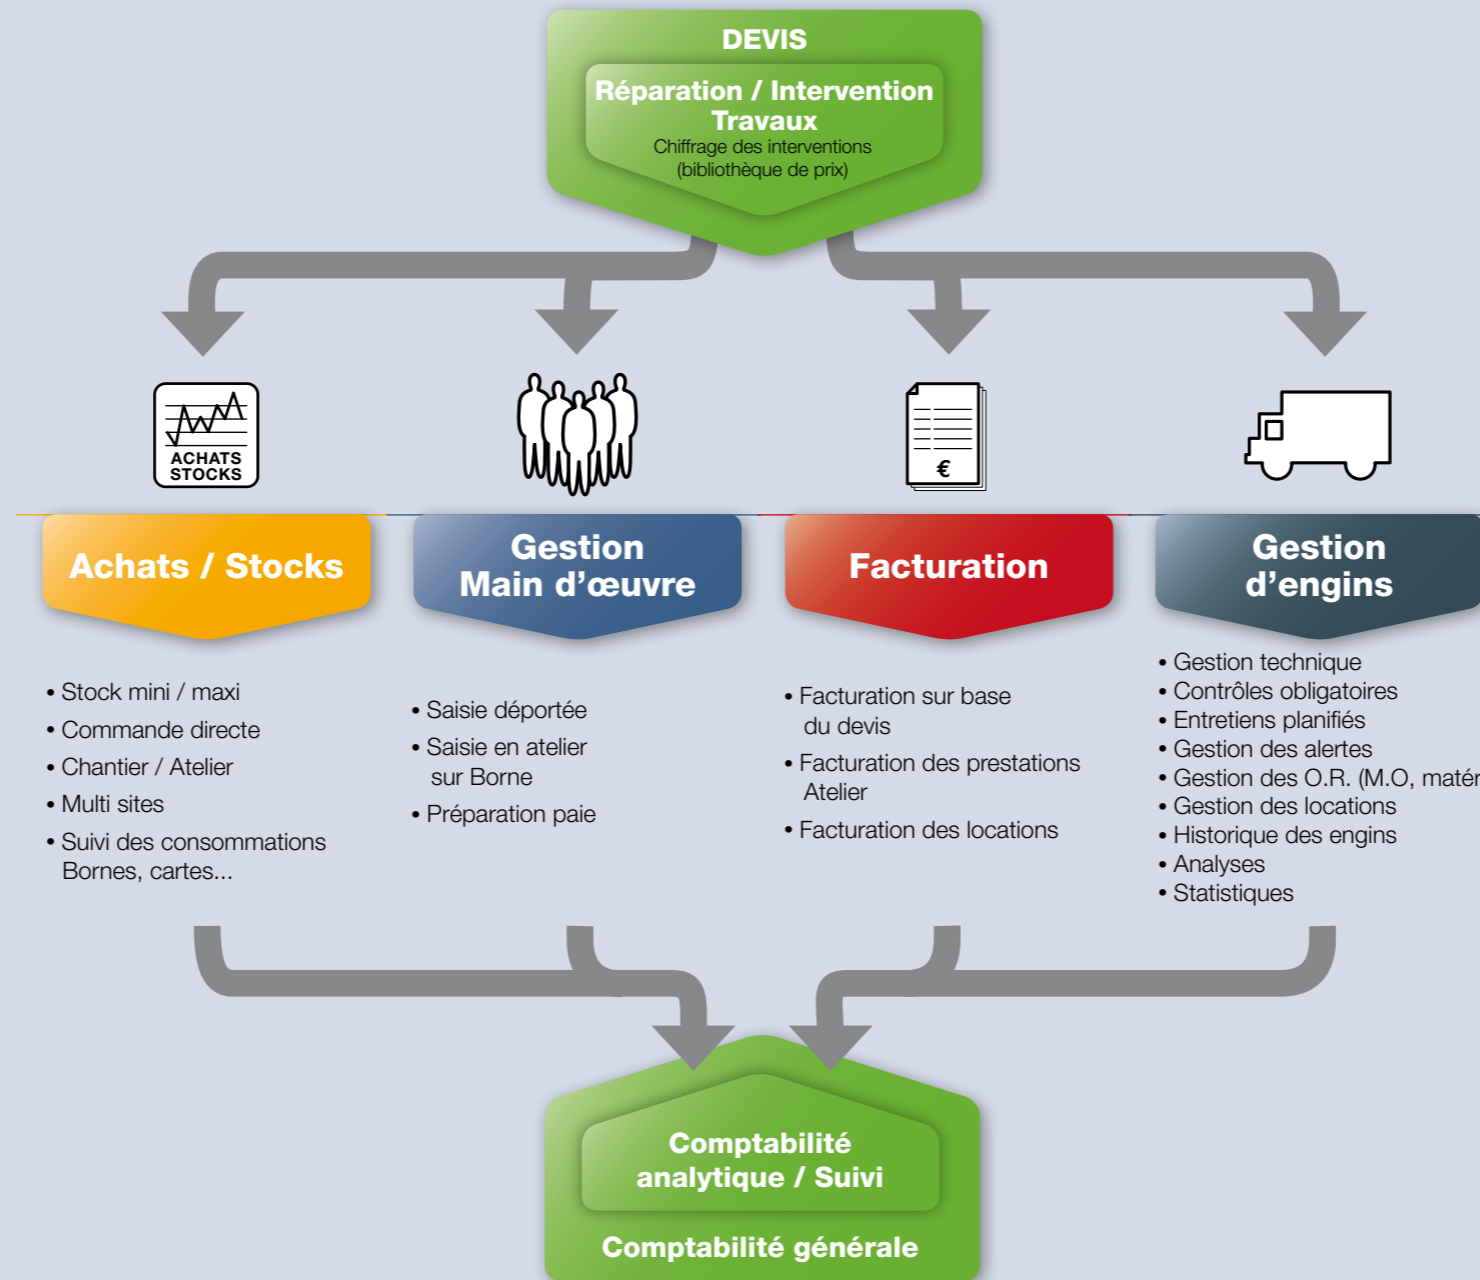 DEVIS
Réparation / Intervention
Travaux
Chiffrage des interventions
(bibliothèque de prix)
ACHATS
STOCKS
€
Achats / Stocks
• Stock mini / maxi
• Commande directe
• Chantier / Atelier
• Multi sites
• Suivi des consommations
Bornes, cartes...
Gestion
Main d’œuvre
• Saisie déportée
• Saisie en atelier
sur Borne
• Préparation paie
Facturation
• Facturation sur base
du devis
• Facturation des prestations
Atelier
• Facturation des locations
Gestion
d’engins
• Gestion technique
• Contrôles obligatoires
• Entretiens planifiés
• Gestion des alertes
• Gestion des O.R. (M.O,
• Gestion des locations
• Historique des engins
• Analyses
• Statistiques
Comptabilité
analytique / Suivi
Comptabilité générale